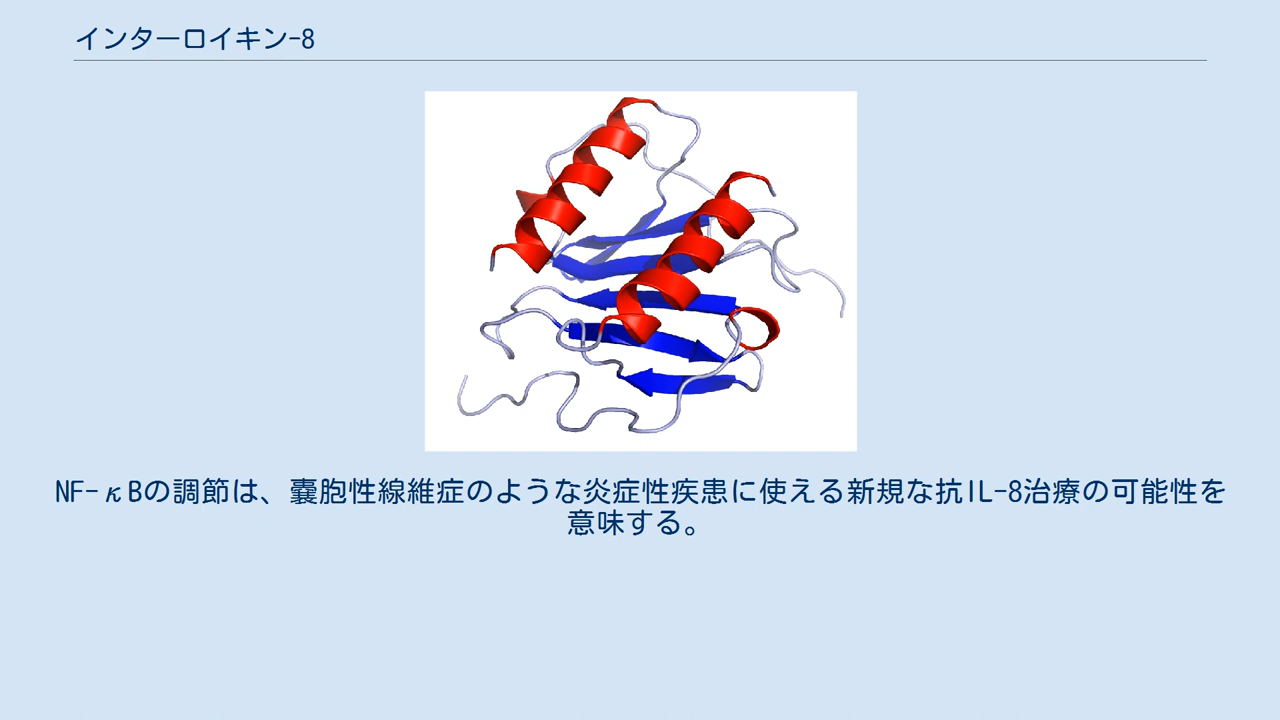 インターロイキン-8
NF-κBの調節は、嚢胞性線維症のような炎症性疾患に使える新規な抗IL-8治療の可能性を
意味する。